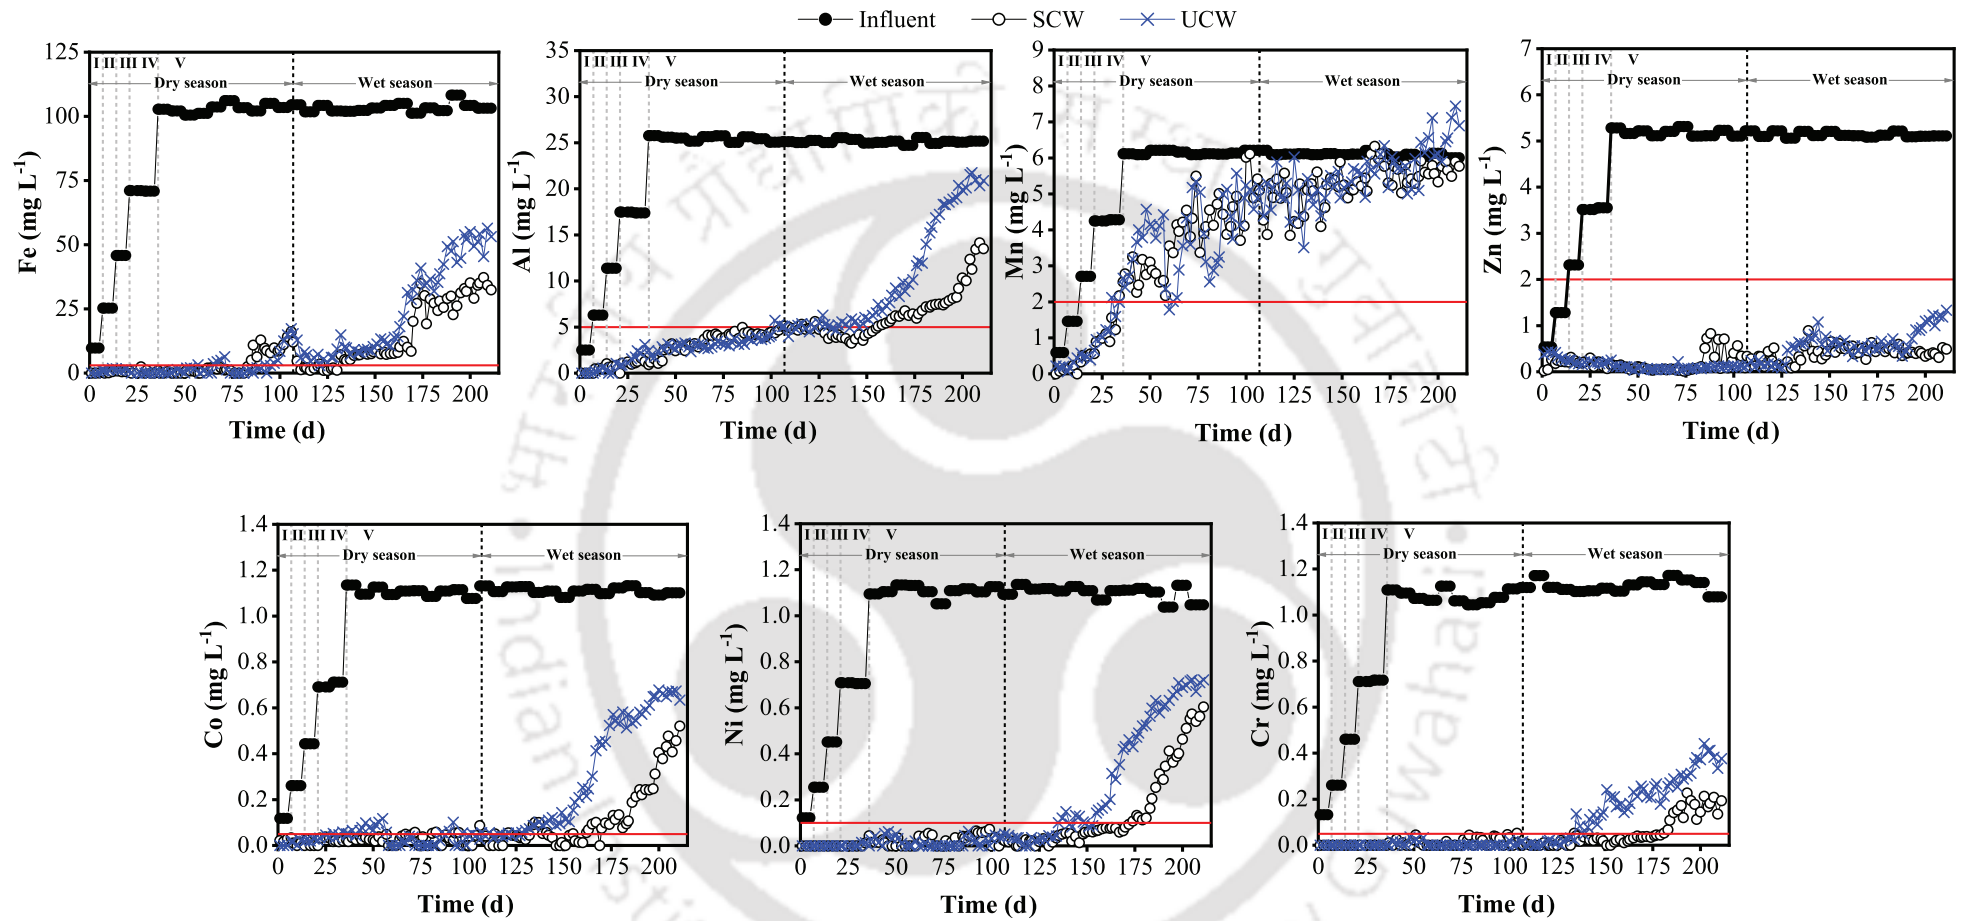 Influent SCW UCW
I II III IV V
Dry season Wet season
125
100
75
50
25
0
Fe (mg L-1)
0 25 50 75 100 125 150 175 200
Time (d)
I II III IV V
Dry season Wet season
35
30
25
20
15
10
5
0
Al (mg L-1)
0 25 50 75 100 125 150 175 200
Time (d)
I II III IV V
Dry season Wet season
9
8
7
6
5
4
3
2
1
0
Mn (mg L-1)
0 25 50 75 100 125 150 175 200
Time (d)
I II III IV V
Dry season Wet season
7
6
5
4
3
2
1
0
Zn (mg L-1)
0 25 50 75 100 125 150 175 200
Time (d)
I II III IV V
Dry season Wet season
1.4
1.2
1.0
0.8
0.6
0.4
0.2
0.0
Co (mg L-1)
0 25 50 75 100 125 150 175 200
Time (d)
I II III IV V
Dry season Wet season
1.4
1.2
1.0
0.8
0.6
0.4
0.2
0.0
Ni (mg L-1)
0 25 50 75 100 125 150 175 200
Time (d)
I II III IV V
Dry season Wet season
1.4
1.2
1.0
0.8
0.6
0.4
0.2
0.0
Cr (mg L-1)
0 25 50 75 100 125 150 175 200
Time (d)
Indian